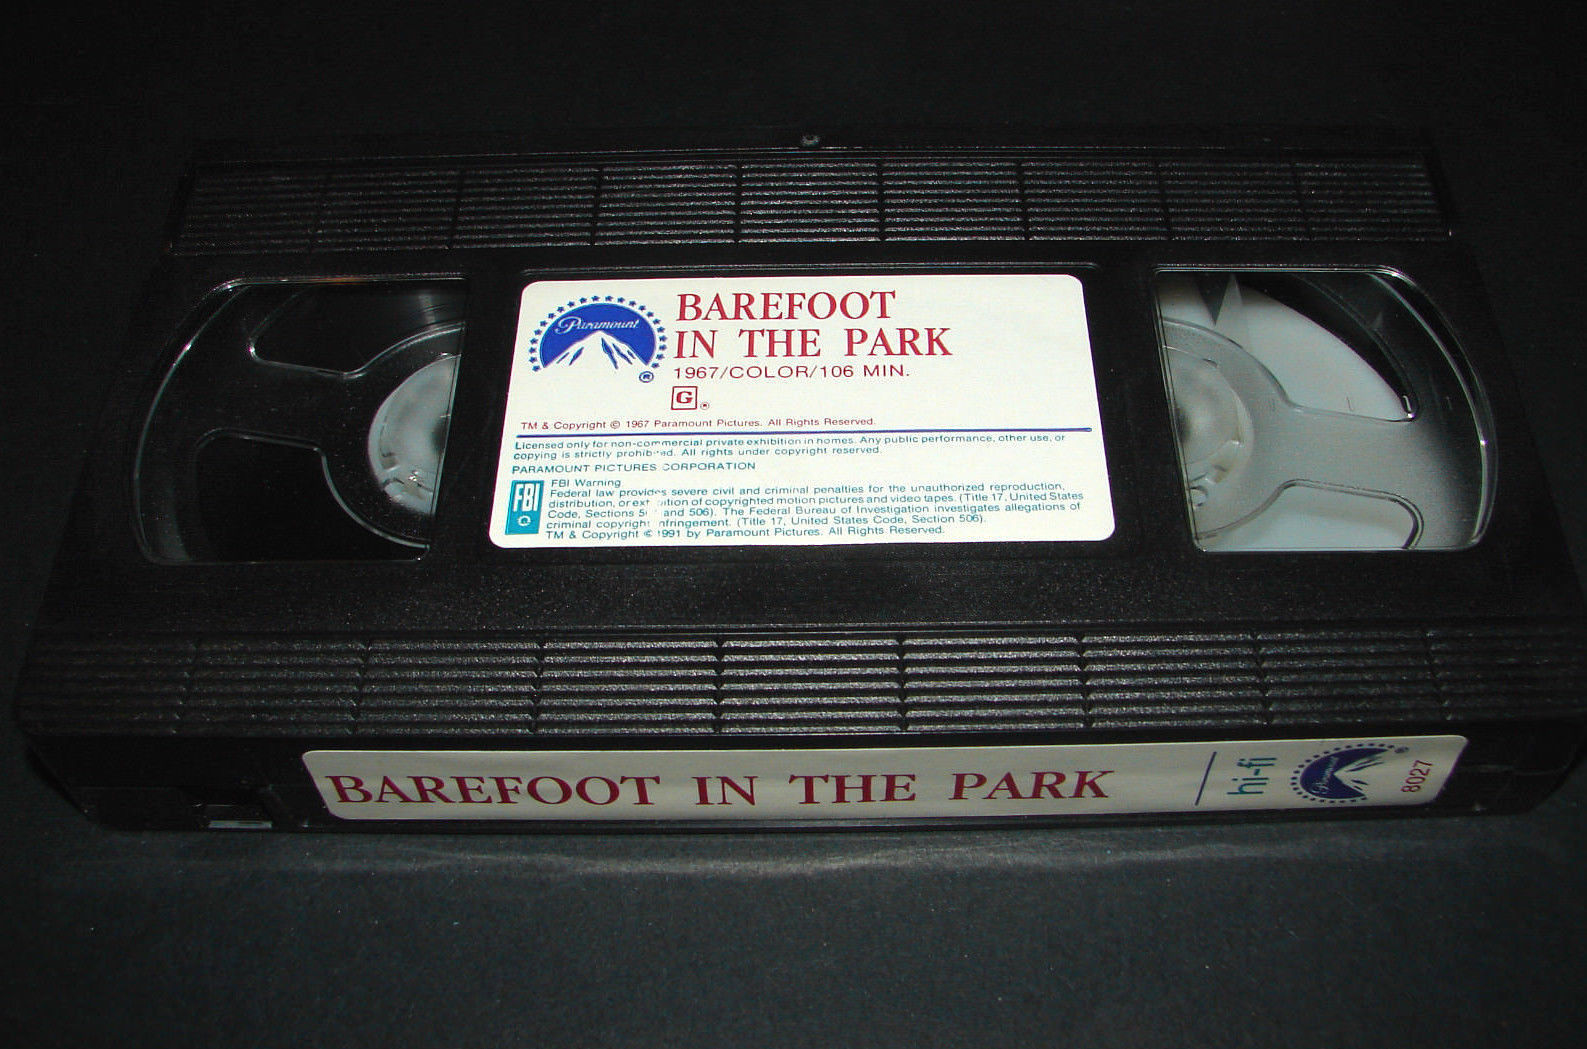 Paramount
®
BAREFOOT
IN THE PARK
1967/COLOR/106 MIN.
G ®
TM & Copyright © 1967 Paramount Pictures. All Rights Reserved.
Licensed only for non-commercial private exhibition in homes. Any public performance, other use, or
copying is strictly prohib ed. All rights under copyright reserved.
PARAMOUNT PICTURES CORPORATION
FBI
FBI Warning
Federal law provides severe civil and criminal penalties for the unauthorized reproduction,
distribution, or ex ition of copyrighted motion pictures and video tapes. (Title 17, United States
Code, Sections and 506). The Federal Bureau of Investigation investigates allegations of
criminal copyright infringement. (Title 17, United States Code, Section 506).
TM & Copyright © 1991 by Paramount Pictures. All Rights Reserved.
BAREFOOT IN THE PARK
hi-fi
Paramount
®
8027